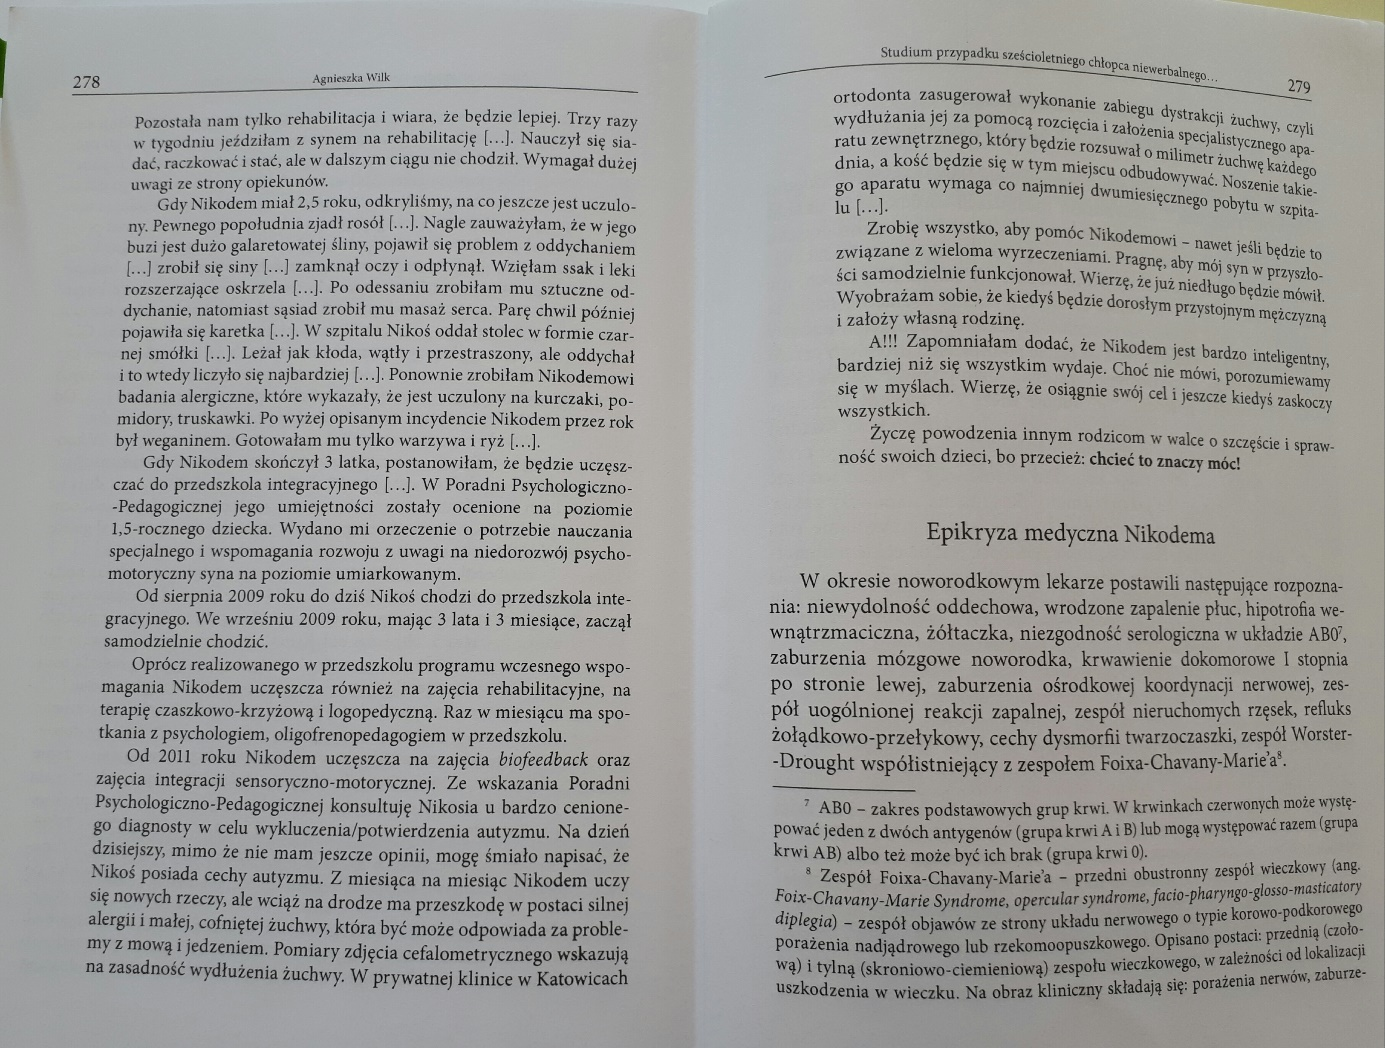 278
Agnieszka Wilk
Pozostała nam tylko rehabilitacja i wiara, że będzie lepiej. Trzy razy
w tygodniu jeździłam z synem na rehabilitację [...]. Nauczył się sia-
dać, raczkować i stać, ale w dalszym ciągu nie chodził. Wymagał dużej
uwagi ze strony opiekunów.
Gdy Nikodem miał 2,5 roku, odkryliśmy, na co jeszcze jest uczulo-
ny. Pewnego popołudnia zjadł rosół [...]. Nagle zauważyłam, że w jego
buzi jest dużo galaretowatej śliny, pojawił się problem z oddychaniem
[...] zrobił się siny [...] zamknął oczy i odpłynął. Wzięłam ssak i leki
rozszerzające oskrzela [...]. Po odessaniu zrobiłam mu sztuczne od-
dychanie, natomiast sąsiad zrobił mu masaż serca. Parę chwil później
pojawiła się karetka [...]. W szpitalu Nikoś oddał stolec w formie czar-
nej smółki [...]. Leżał jak kłoda, wątły i przestraszony, ale oddychał
i to wtedy liczyło się najbardziej [...]. Ponownie zrobiłam Nikodemowi
badania alergiczne, które wykazały, że jest uczulony na kurczaki, po-
midory, truskawki. Po wyżej opisanym incydencie Nikodem przez rok
był weganinem. Gotowałam mu tylko warzywa i ryż [...].
Gdy Nikodem skończył 3 latka, postanowiłam, że będzie uczęsz-
czać do przedszkola integracyjnego [...]. W Poradni Psychologiczno-
-Pedagogicznej jego umiejętności zostały ocenione na poziomie
1,5-rocznego dziecka. Wydano mi orzeczenie o potrzebie nauczania
specjalnego i wspomagania rozwoju z uwagi na niedorozwój psycho-
motoryczny syna na poziomie umiarkowanym.
Od sierpnia 2009 roku do dziś Nikoś chodzi do przedszkola inte-
gracyjnego. We wrześniu 2009 roku, mając 3 lata i 3 miesiące, zaczął
samodzielnie chodzić.
Oprócz realizowanego w przedszkolu programu wczesnego wspo-
magania Nikodem uczęszcza również na zajęcia rehabilitacyjne, na
terapię czaszkowo-krzyżową i logopedyczną. Raz w miesiącu ma spo-
tkania z psychologiem, oligofrenopedagogiem w przedszkolu.
Od 2011 roku Nikodem uczęszcza na zajęcia biofeedback oraz
zajęcia integracji sensoryczno-motorycznej. Ze wskazania Poradni
Psychologiczno-Pedagogicznej konsultuję Nikosia u bardzo cenione-
go diagnosty w celu wykluczenia/potwierdzenia autyzmu. Na dzień
dzisiejszy, mimo że nie mam jeszcze opinii, mogę śmiało napisać, że
Nikoś posiada cechy autyzmu. Z miesiąca na miesiąc Nikodem uczy
się nowych rzeczy, ale wciąż na drodze ma przeszkodę w postaci silnej
alergii i małej, cofniętej żuchwy, która być może odpowiada za proble-
my z mową i jedzeniem. Pomiary zdjęcia cefalometrycznego wskazują
na zasadność wydłużenia żuchwy. W prywatnej klinice w Katowicach
Studium przypadku sześcioletniego chłopca niewerbalnego...
279
ortodonta zasugerował wykonanie zabiegu dystrakcji żuchwy, czyli
wydłużania jej za pomocą rozcięcia i założenia specjalistycznego apa-
ratu zewnętrznego, który będzie rozsuwał o milimetr żuchwę każdego
dnia, a kość będzie się w tym miejscu odbudowywać. Noszenie takie-
go aparatu wymaga co najmniej dwumiesięcznego pobytu w szpita-
lu [...].
Zrobię wszystko, aby pomóc Nikodemowi – nawet jeśli będzie to
związane z wieloma wyrzeczeniami. Pragnę, aby mój syn w przyszło-
ści samodzielnie funkcjonował. Wierzę, że już niedługo będzie mówił.
Wyobrażam sobie, że kiedyś będzie dorosłym przystojnym mężczyzną
i założy własną rodzinę.
A!!! Zapomniałam dodać, że Nikodem jest bardzo inteligentny,
bardziej niż się wszystkim wydaje. Choć nie mówi, porozumiewamy
się w myślach. Wierzę, że osiągnie swój cel i jeszcze kiedyś zaskoczy
wszystkich.
Życzę powodzenia innym rodzicom w walce o szczęście i spraw-
ność swoich dzieci, bo przecież: chcieć to znaczy móc!
Epikryza medyczna Nikodema
W okresie noworodkowym lekarze postawili następujące rozpozna-
nia: niewydolność oddechowa, wrodzone zapalenie płuc, hipotrofia we-
wnątrzmaciczna, żółtaczka, niezgodność serologiczna w układzie AB0⁷,
zaburzenia mózgowe noworodka, krwawienie dokomorowe I stopnia
po stronie lewej, zaburzenia ośrodkowej koordynacji nerwowej, zes-
pół uogólnionej reakcji zapalnej, zespół nieruchomych rzęsek, refluks
żołądkowo-przełykowy, cechy dysmorfii twarzoczaszki, zespół Worster-
-Drought współistniejący z zespołem Foixa-Chavany-Marie’a⁸.
⁷ AB0 – zakres podstawowych grup krwi. W krwinkach czerwonych może wystę-
pować jeden z dwóch antygenów (grupa krwi A i B) lub mogą występować razem (grupa
krwi AB) albo też może być ich brak (grupa krwi 0).
⁸ Zespół Foixa-Chavany-Marie’a – przedni obustronny zespół wieczkowy (ang.
Foix-Chavany-Marie Syndrome, opercular syndrome, facio-pharyngo-glosso-masticatory
diplegia) – zespół objawów ze strony układu nerwowego o typie korowo-podkorowego
porażenia nadjądrowego lub rzekomoopuszkowego. Opisano postaci: przednią (czoło-
wą) i tylną (skroniowo-ciemieniową) zespołu wieczkowego, w zależności od lokalizacji
uszkodzenia w wieczku. Na obraz kliniczny składają się: porażenia nerwów, zaburze-